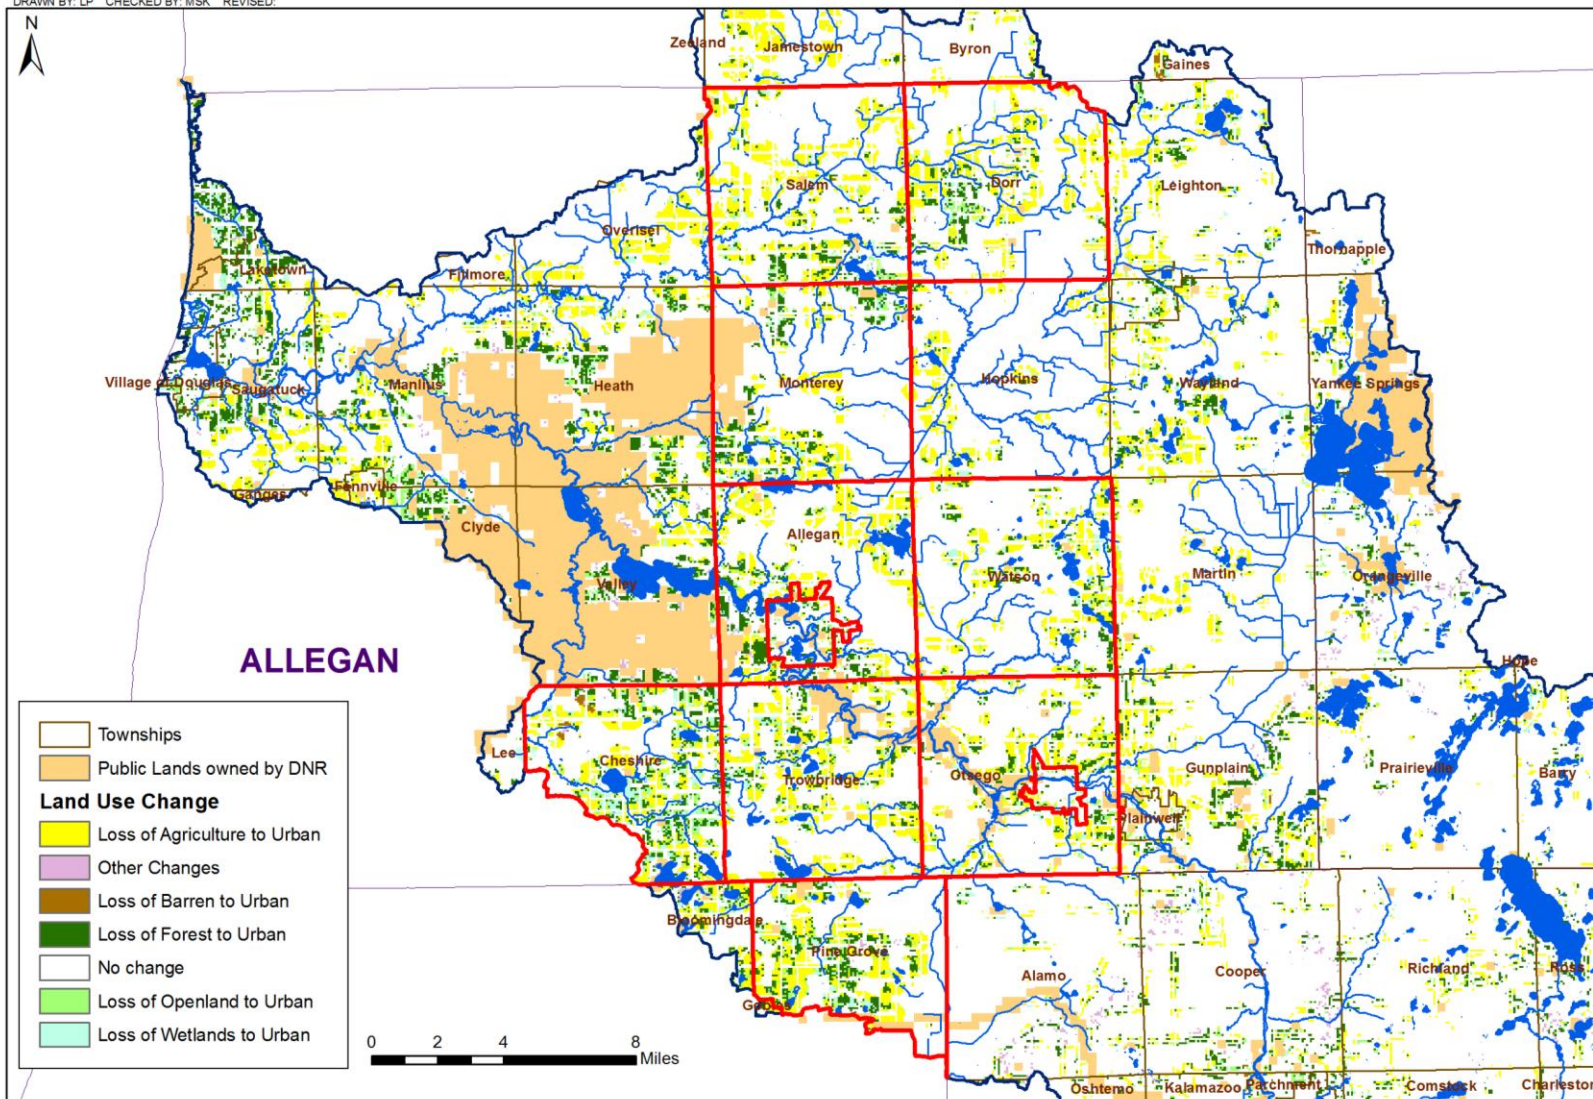 DRAWN BY: LP CHECKED BY: MSK REVISED:
N
Zeeland
Jamestown
Byron
Gaines
Salem
Dorr
Leighton
Overisel
Thornapple
Laketown
Fillmore
Village of Douglas
Saugatuck
Manlius
Heath
Monterey
Hopkins
Wayland
Yankee Springs
Ganges
Fennville
Clyde
Allegan
Valley
Watson
Martin
Orangeville
ALLEGAN
Hope
Lee
Cheshire
Trowbridge
Otsego
Gunplain
Prairieville
Barry
Plainwell
Townships
Public Lands owned by DNR
Land Use Change
Loss of Agriculture to Urban
Other Changes
Loss of Barren to Urban
Loss of Forest to Urban
No change
Loss of Openland to Urban
Loss of Wetlands to Urban
Bloomingdale
Pine Grove
Gobles
Alamo
Cooper
Richland
Ross
0 2 4 8 Miles
Oshtemo
Kalamazoo
Parchment
Comstock
Charleston